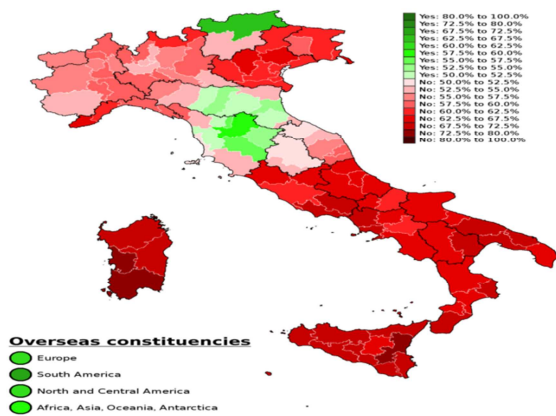 Yes: 80.0% to 100.0%
Yes: 72.5% to 80.0%
Yes: 67.5% to 72.5%
Yes: 62.5% to 67.5%
Yes: 60.0% to 62.5%
Yes: 57.5% to 60.0%
Yes: 55.0% to 57.5%
Yes: 52.5% to 55.0%
Yes: 50.0% to 52.5%
No: 50.0% to 52.5%
No: 52.5% to 55.0%
No: 55.0% to 57.5%
No: 57.5% to 60.0%
No: 60.0% to 62.5%
No: 62.5% to 67.5%
No: 67.5% to 72.5%
No: 72.5% to 80.0%
No: 80.0% to 100.0%
Overseas constituencies
Europe
South America
North and Central America
Africa, Asia, Oceania, Antarctica